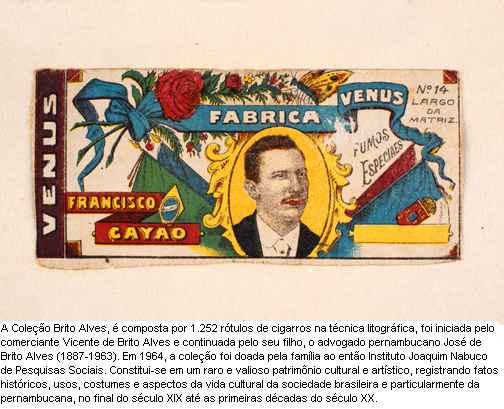 VENUS
FABRICA
VENUS
Nº 14
LARGO
DA
MATRIZ
FUMOS
ESPECIAES
FRANCISCO
CAYAO
A Coleção Brito Alves, é composta por 1.252 rótulos de cigarros na técnica litográfica, foi iniciada pelo
comerciante Vicente de Brito Alves e continuada pelo seu filho, o advogado pernambucano José de
Brito Alves (1887-1963). Em 1964, a coleção foi doada pela família ao então Instituto Joaquim Nabuco
de Pesquisas Sociais. Constitui-se em um raro e valioso patrimônio cultural e artístico, registrando fatos
históricos, usos, costumes e aspectos da vida cultural da sociedade brasileira e particularmente da
pernambucana, no final do século XIX até as primeiras décadas do século XX.